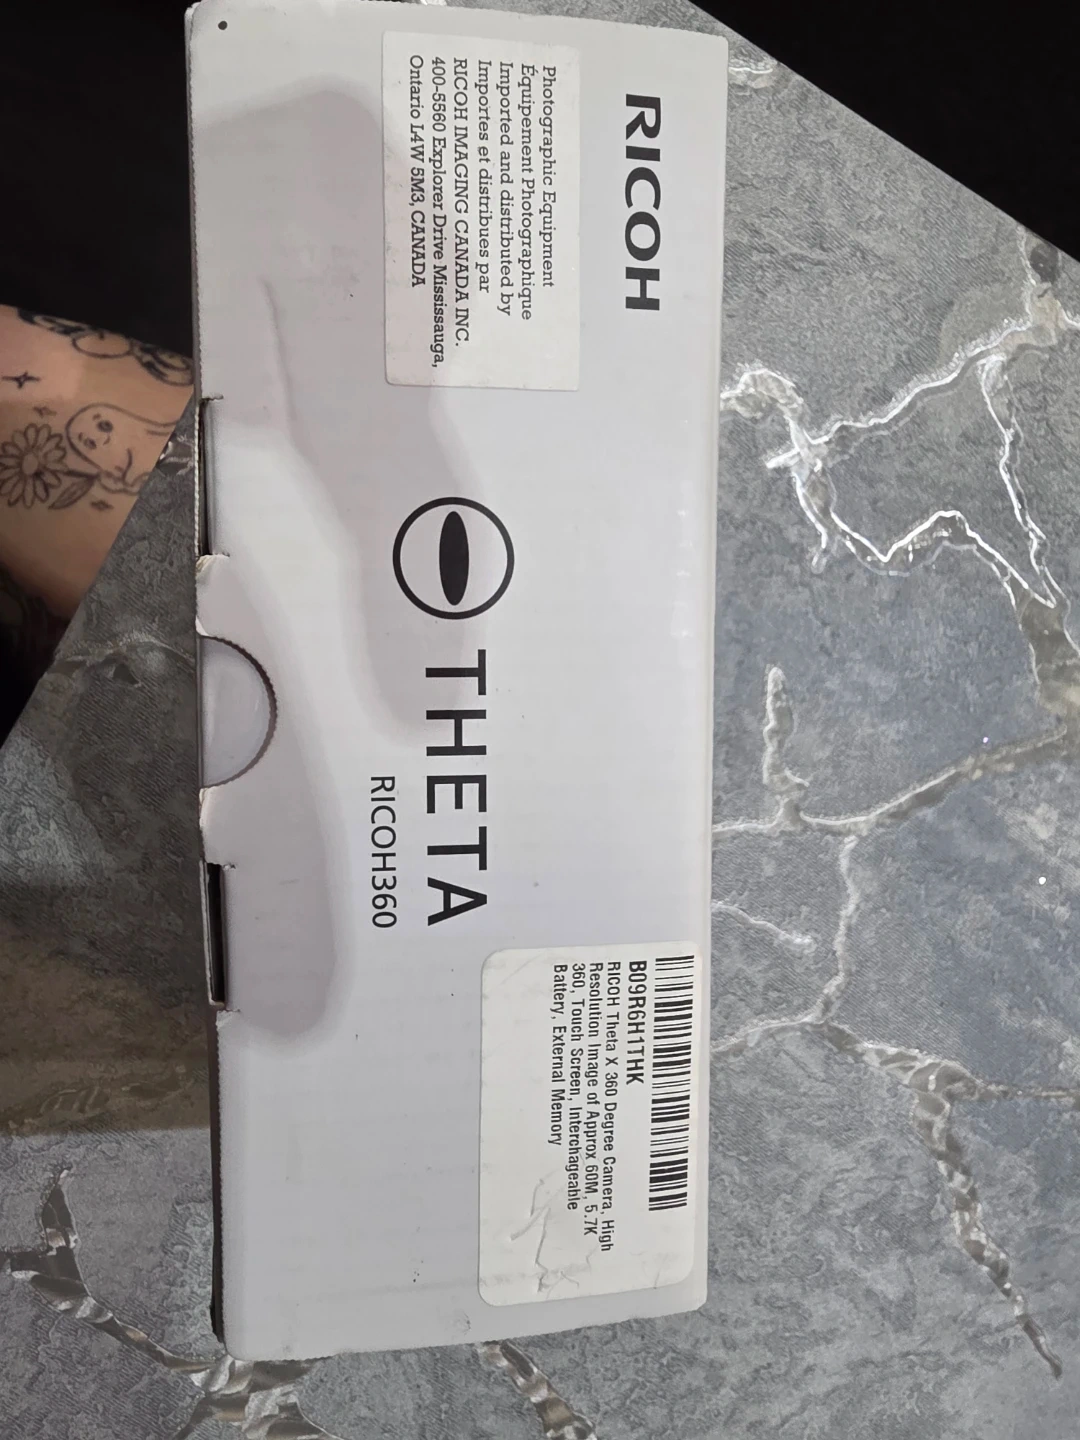 RICOH
Photographic Equipment
Équipement Photographique
Imported and distributed by
Importes et distribues par
RICOH IMAGING CANADA INC.
400-5560 Explorer Drive Mississauga,
Ontario L4W 5M3, CANADA
THETA
RICOH360
B09R6H1THK
RICOH Theta X 360 Degree Camera, High
Resolution Image of Approx 60M, 5.7K
360, Touch Screen, Interchageable
Battery, External Memory